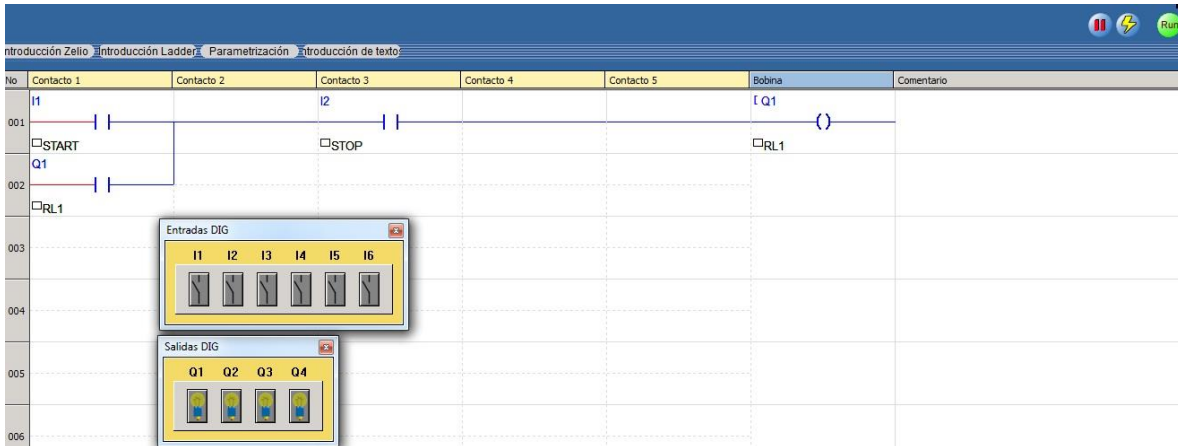 Run
ntroducción Zelio Introducción Ladder Parametrización ntroducción de texto
No Contacto 1 Contacto 2 Contacto 3 Contacto 4 Contacto 5 Bobina Comentario
I1 I2 [ Q1
001
START STOP RL1
Q1
002
RL1
Entradas DIG
003
I1 I2 I3 I4 I5 I6
004
Salidas DIG
005
Q1 Q2 Q3 Q4
006